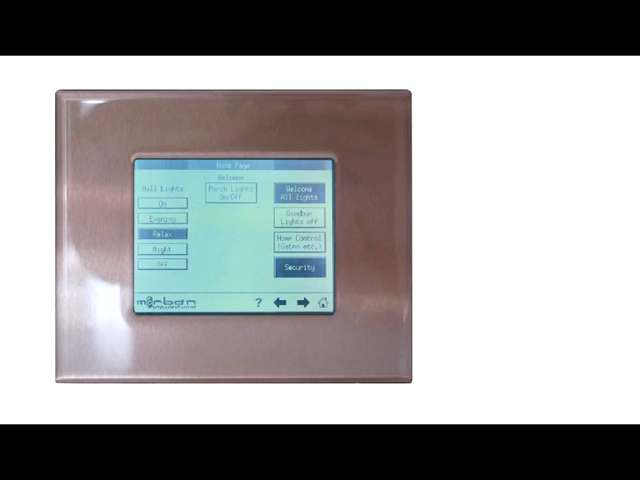 Home Page
Welcome
Hall Lights
On
Evening
Relax
Night
Off
Porch Lights
On/Off
Welcome
All lights
Goodbye
Lights off
Home Control
(Gates etc.)
Security
?